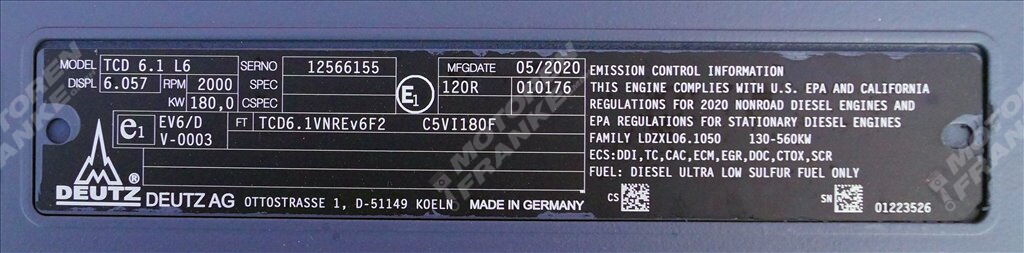 MODEL TCD 6.1 L6 SERNO 12566155 MFGDATE 05/2020
DISPL 6.057 RPM 2000 SPEC E1 120R 010176
KW 180,0 CSPEC
e1 EV6/D FT TCD6.1VNREv6F2 C5VI180F
V-0003
DEUTZ ® DEUTZ AG OTTOSTRASSE 1, D-51149 KOELN MADE IN GERMANY
EMISSION CONTROL INFORMATION
THIS ENGINE COMPLIES WITH U.S. EPA AND CALIFORNIA
REGULATIONS FOR 2020 NONROAD DIESEL ENGINES AND
EPA REGULATIONS FOR STATIONARY DIESEL ENGINES
FAMILY LDZXL06.1050 130-560KW
ECS:DDI,TC,CAC,ECM,EGR,DOC,CTOX,SCR
FUEL: DIESEL ULTRA LOW SULFUR FUEL ONLY
CS SN 01223526
MOTOREN
FRANKE